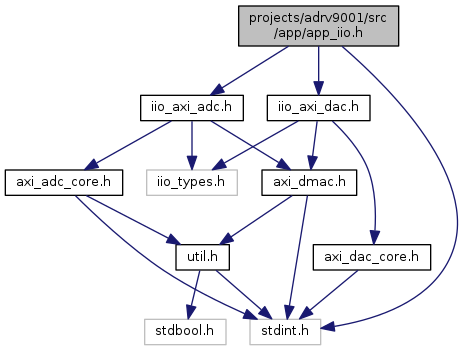 projects/adrv9001/src
/app/app_iio.h
iio_axi_adc.h
iio_axi_dac.h
axi_adc_core.h
iio_types.h
axi_dmac.h
util.h
axi_dac_core.h
stdbool.h
stdint.h